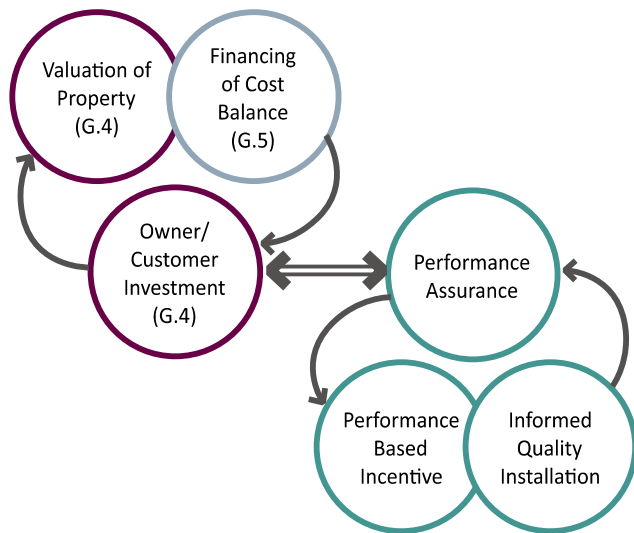 Valuation of
Property
(G.4)
Financing
of Cost
Balance
(G.5)
Owner/
Customer
Investment
(G.4)
Performance
Assurance
Performance
Based
Incentive
Informed
Quality
Installation